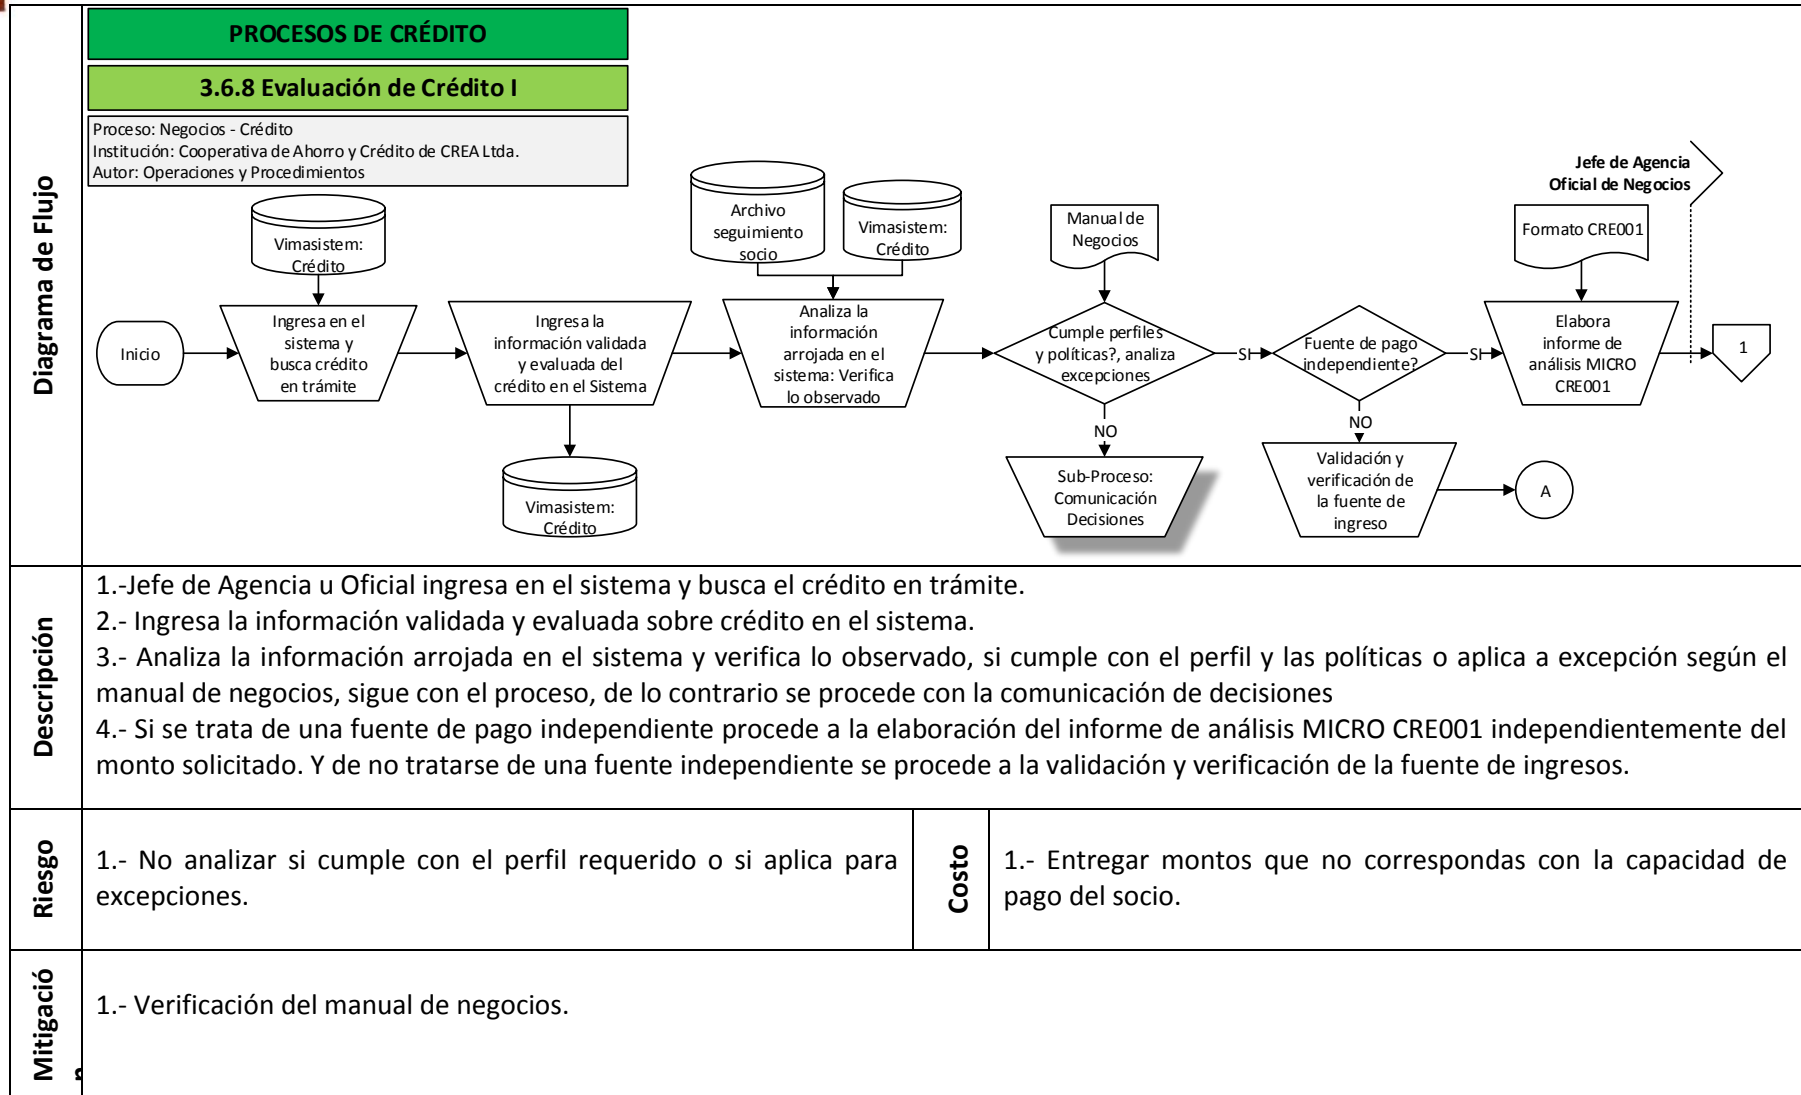 PROCESOS DE CRÉDITO
3.6.8 Evaluación de Crédito I
Proceso: Negocios - Crédito
Institución: Cooperativa de Ahorro y Crédito de CREA Ltda.
Autor: Operaciones y Procedimientos
Diagrama de Flujo
Jefe de Agencia
Oficial de Negocios
Vimasistem:
Crédito
Archivo
seguimiento
socio
Vimasistem:
Crédito
Manual de
Negocios
Formato CRE001
Inicio
Ingresa en el
sistema y
busca crédito
en trámite
Ingresa la
información validada
y evaluada del
crédito en el Sistema
Analiza la
información
arrojada en el
sistema: Verifica
lo observado
Cumple perfiles
y políticas?, analiza
excepciones
SI
Fuente de pago
independiente?
SI
Elabora
informe de
análisis MICRO
CRE001
1
NO
NO
Vimasistem:
Crédito
Sub-Proceso:
Comunicación
Decisiones
Validación y
verificación de
la fuente de
ingreso
A
Descripción
1.-Jefe de Agencia u Oficial ingresa en el sistema y busca el crédito en trámite.
2.- Ingresa la información validada y evaluada sobre crédito en el sistema.
3.- Analiza la información arrojada en el sistema y verifica lo observado, si cumple con el perfil y las políticas o aplica a excepción según el
manual de negocios, sigue con el proceso, de lo contrario se procede con la comunicación de decisiones
4.- Si se trata de una fuente de pago independiente procede a la elaboración del informe de análisis MICRO CRE001 independientemente del
monto solicitado. Y de no tratarse de una fuente independiente se procede a la validación y verificación de la fuente de ingresos.
Riesgo
1.- No analizar si cumple con el perfil requerido o si aplica para
excepciones.
Costo
1.- Entregar montos que no correspondas con la capacidad de
pago del socio.
Mitigació
n
1.- Verificación del manual de negocios.